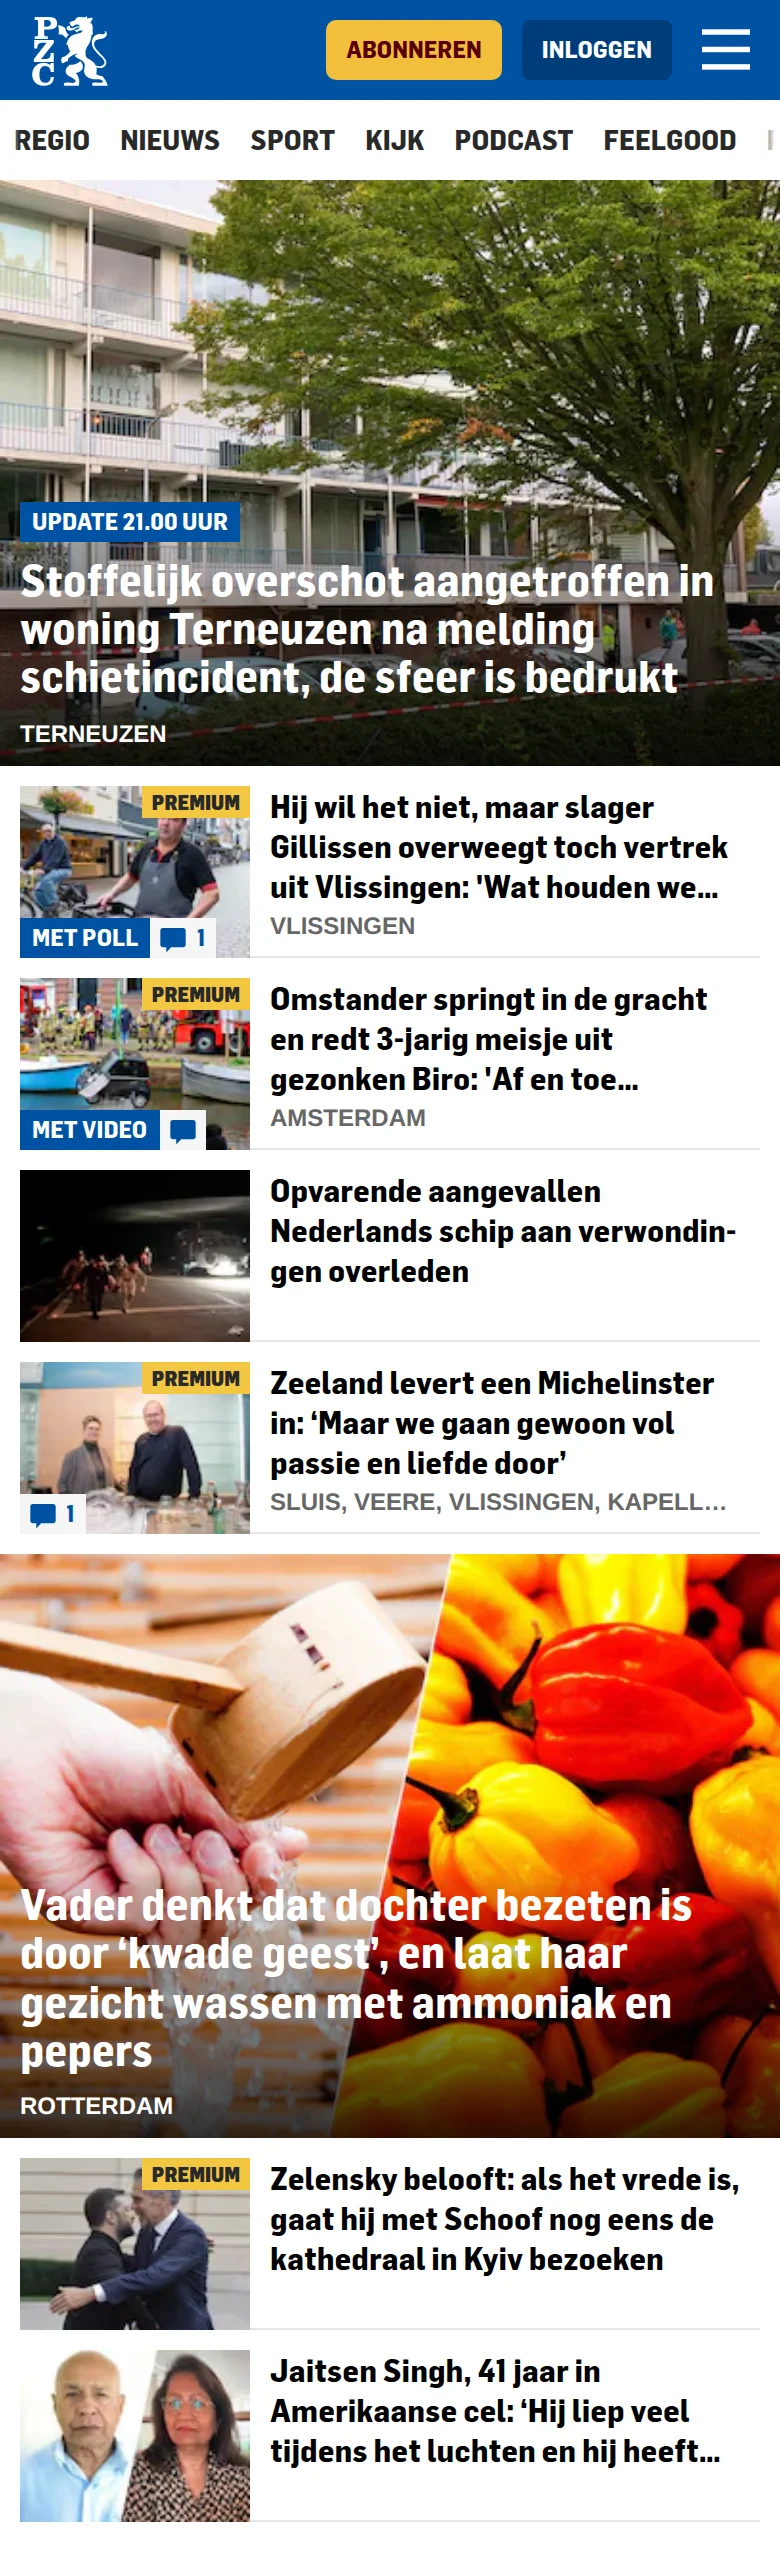 PZC
ABONNEREN
INLOGGEN
REGIO NIEUWS SPORT KIJK PODCAST FEELGOOD
UPDATE 21.00 UUR
Stoffelijk overschot aangetroffen in
woning Terneuzen na melding
schietincident, de sfeer is bedrukt
TERNEUZEN
PREMIUM
MET POLL 1
Hij wil het niet, maar slager
Gillissen overweegt toch vertrek
uit Vlissingen: 'Wat houden we...
VLISSINGEN
PREMIUM
MET VIDEO
Omstander springt in de gracht
en redt 3-jarig meisje uit
gezonken Biro: 'Af en toe...
AMSTERDAM
Opvarende aangevallen
Nederlands schip aan verwondin-
gen overleden
PREMIUM
1
Zeeland levert een Michelinster
in: ‘Maar we gaan gewoon vol
passie en liefde door’
SLUIS, VEERE, VLISSINGEN, KAPELL...
Vader denkt dat dochter bezeten is
door ‘kwade geest’, en laat haar
gezicht wassen met ammoniak en
pepers
ROTTERDAM
PREMIUM
Zelensky belooft: als het vrede is,
gaat hij met Schoof nog eens de
kathedraal in Kyiv bezoeken
Jaitsen Singh, 41 jaar in
Amerikaanse cel: ‘Hij liep veel
tijdens het luchten en hij heeft...